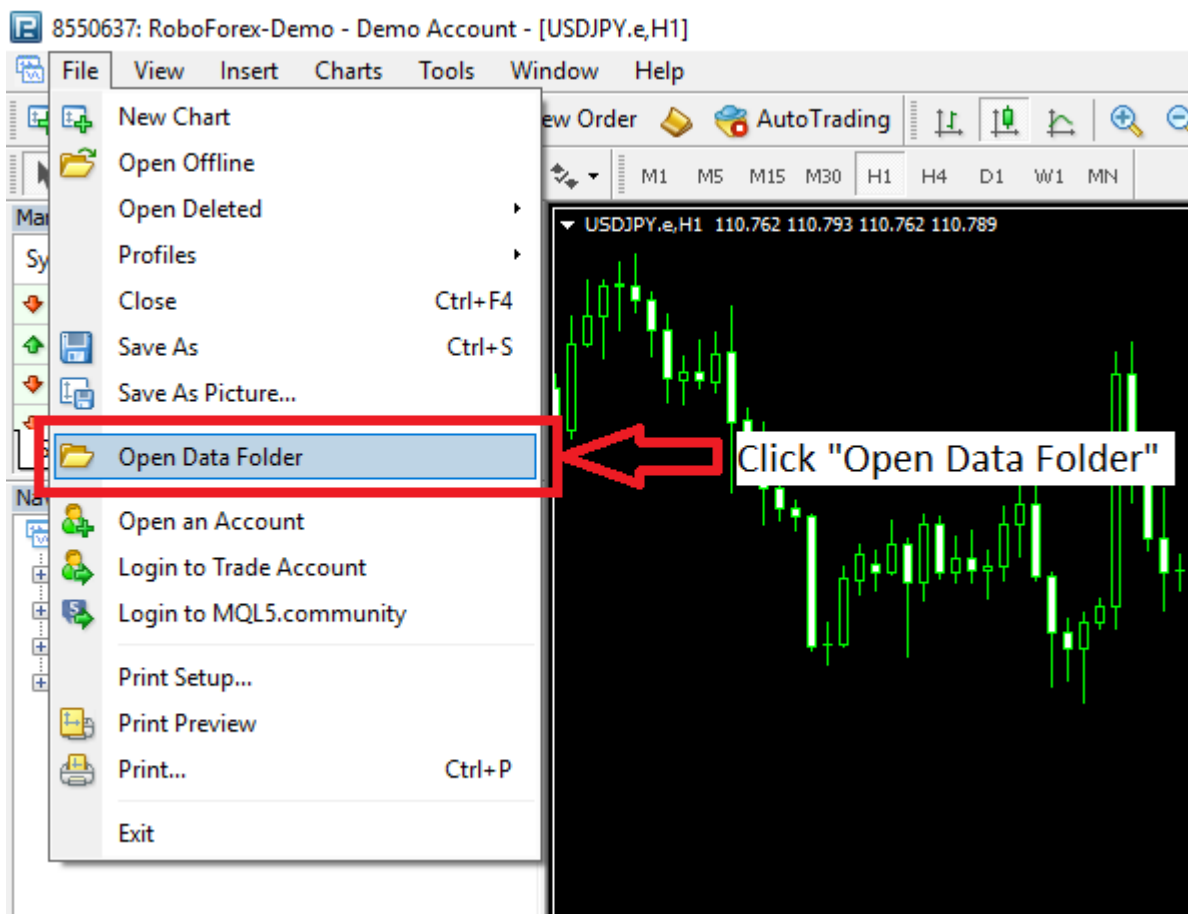 8550637: RoboForex-Demo - Demo Account - [USDJPY.e,H1]
File View Insert Charts Tools Window Help
New Chart
ew Order AutoTrading
Open Offline
M1 M5 M15 M30 H1 H4 D1 W1 MN
Open Deleted
Mar
USDJPY.e,H1 110.762 110.793 110.762 110.789
Profiles
Sy
Close Ctrl+F4
Save As Ctrl+S
Save As Picture...
Open Data Folder
Click "Open Data Folder"
Nav
Open an Account
Login to Trade Account
Login to MQL5.community
Print Setup...
Print Preview
Print... Ctrl+P
Exit